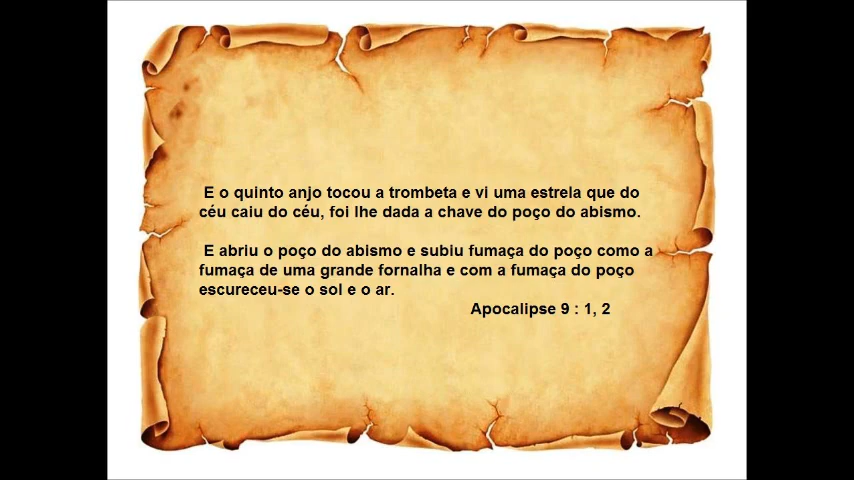 E o quinto anjo tocou a trombeta e vi uma estrela que do
céu caiu do céu, foi lhe dada a chave do poço do abismo.
E abriu o poço do abismo e subiu fumaça do poço como a
fumaça de uma grande fornalha e com a fumaça do poço
escureceu-se o sol e o ar.
Apocalipse 9 : 1, 2